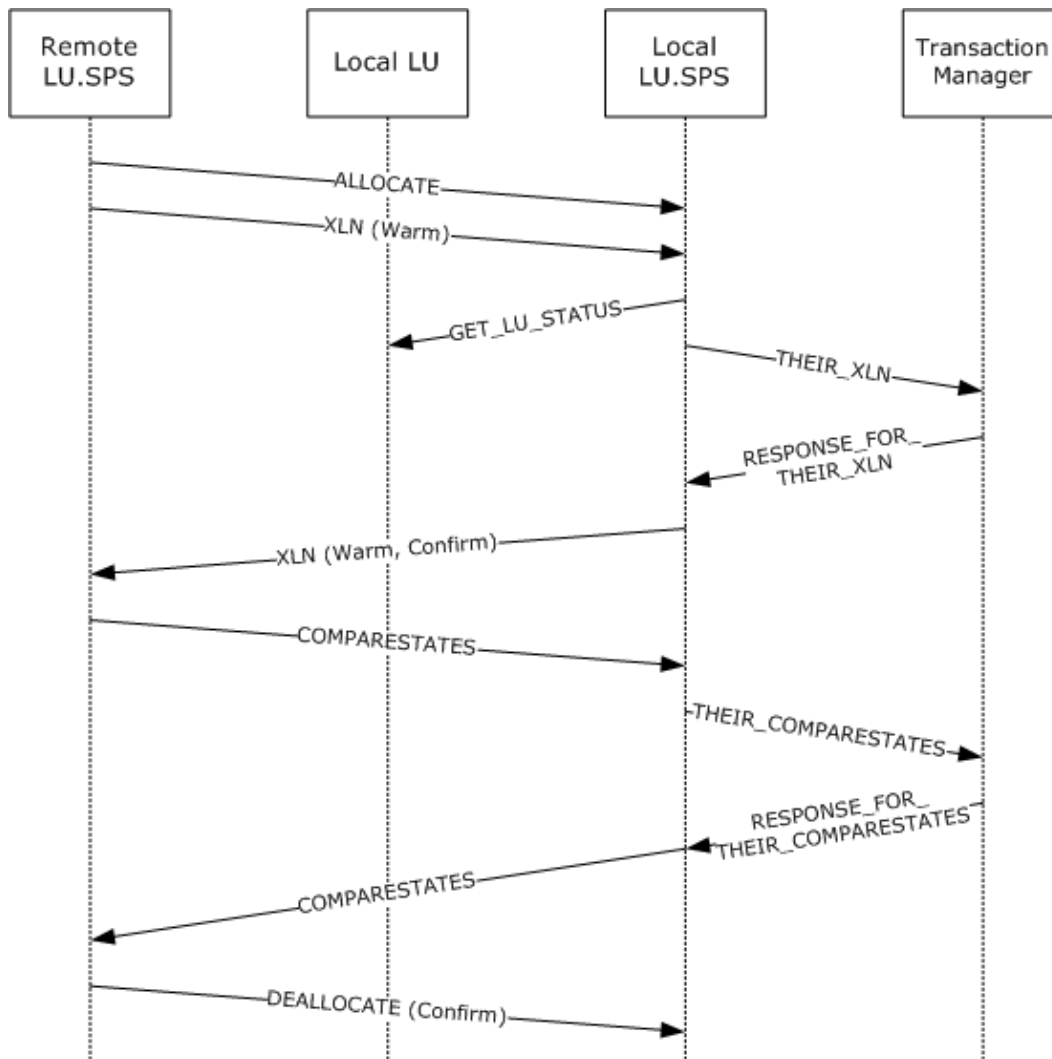 Remote
LU.SPS
Local LU
Local
LU.SPS
Transaction
Manager
ALLOCATE
XLN (Warm)
GET_LU_STATUS
THEIR_XLN
RESPONSE_FOR_
THEIR_XLN
XLN (Warm, Confirm)
COMPARESTATES
THEIR_COMPARESTATES
RESPONSE_FOR_
THEIR_COMPARESTATES
COMPARESTATES
DEALLOCATE (Confirm)